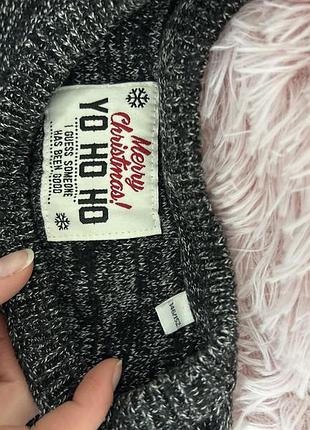 Merry
Christmas!
YO HO HO
I GUESS SOMEONE
HAS BEEN GOOD